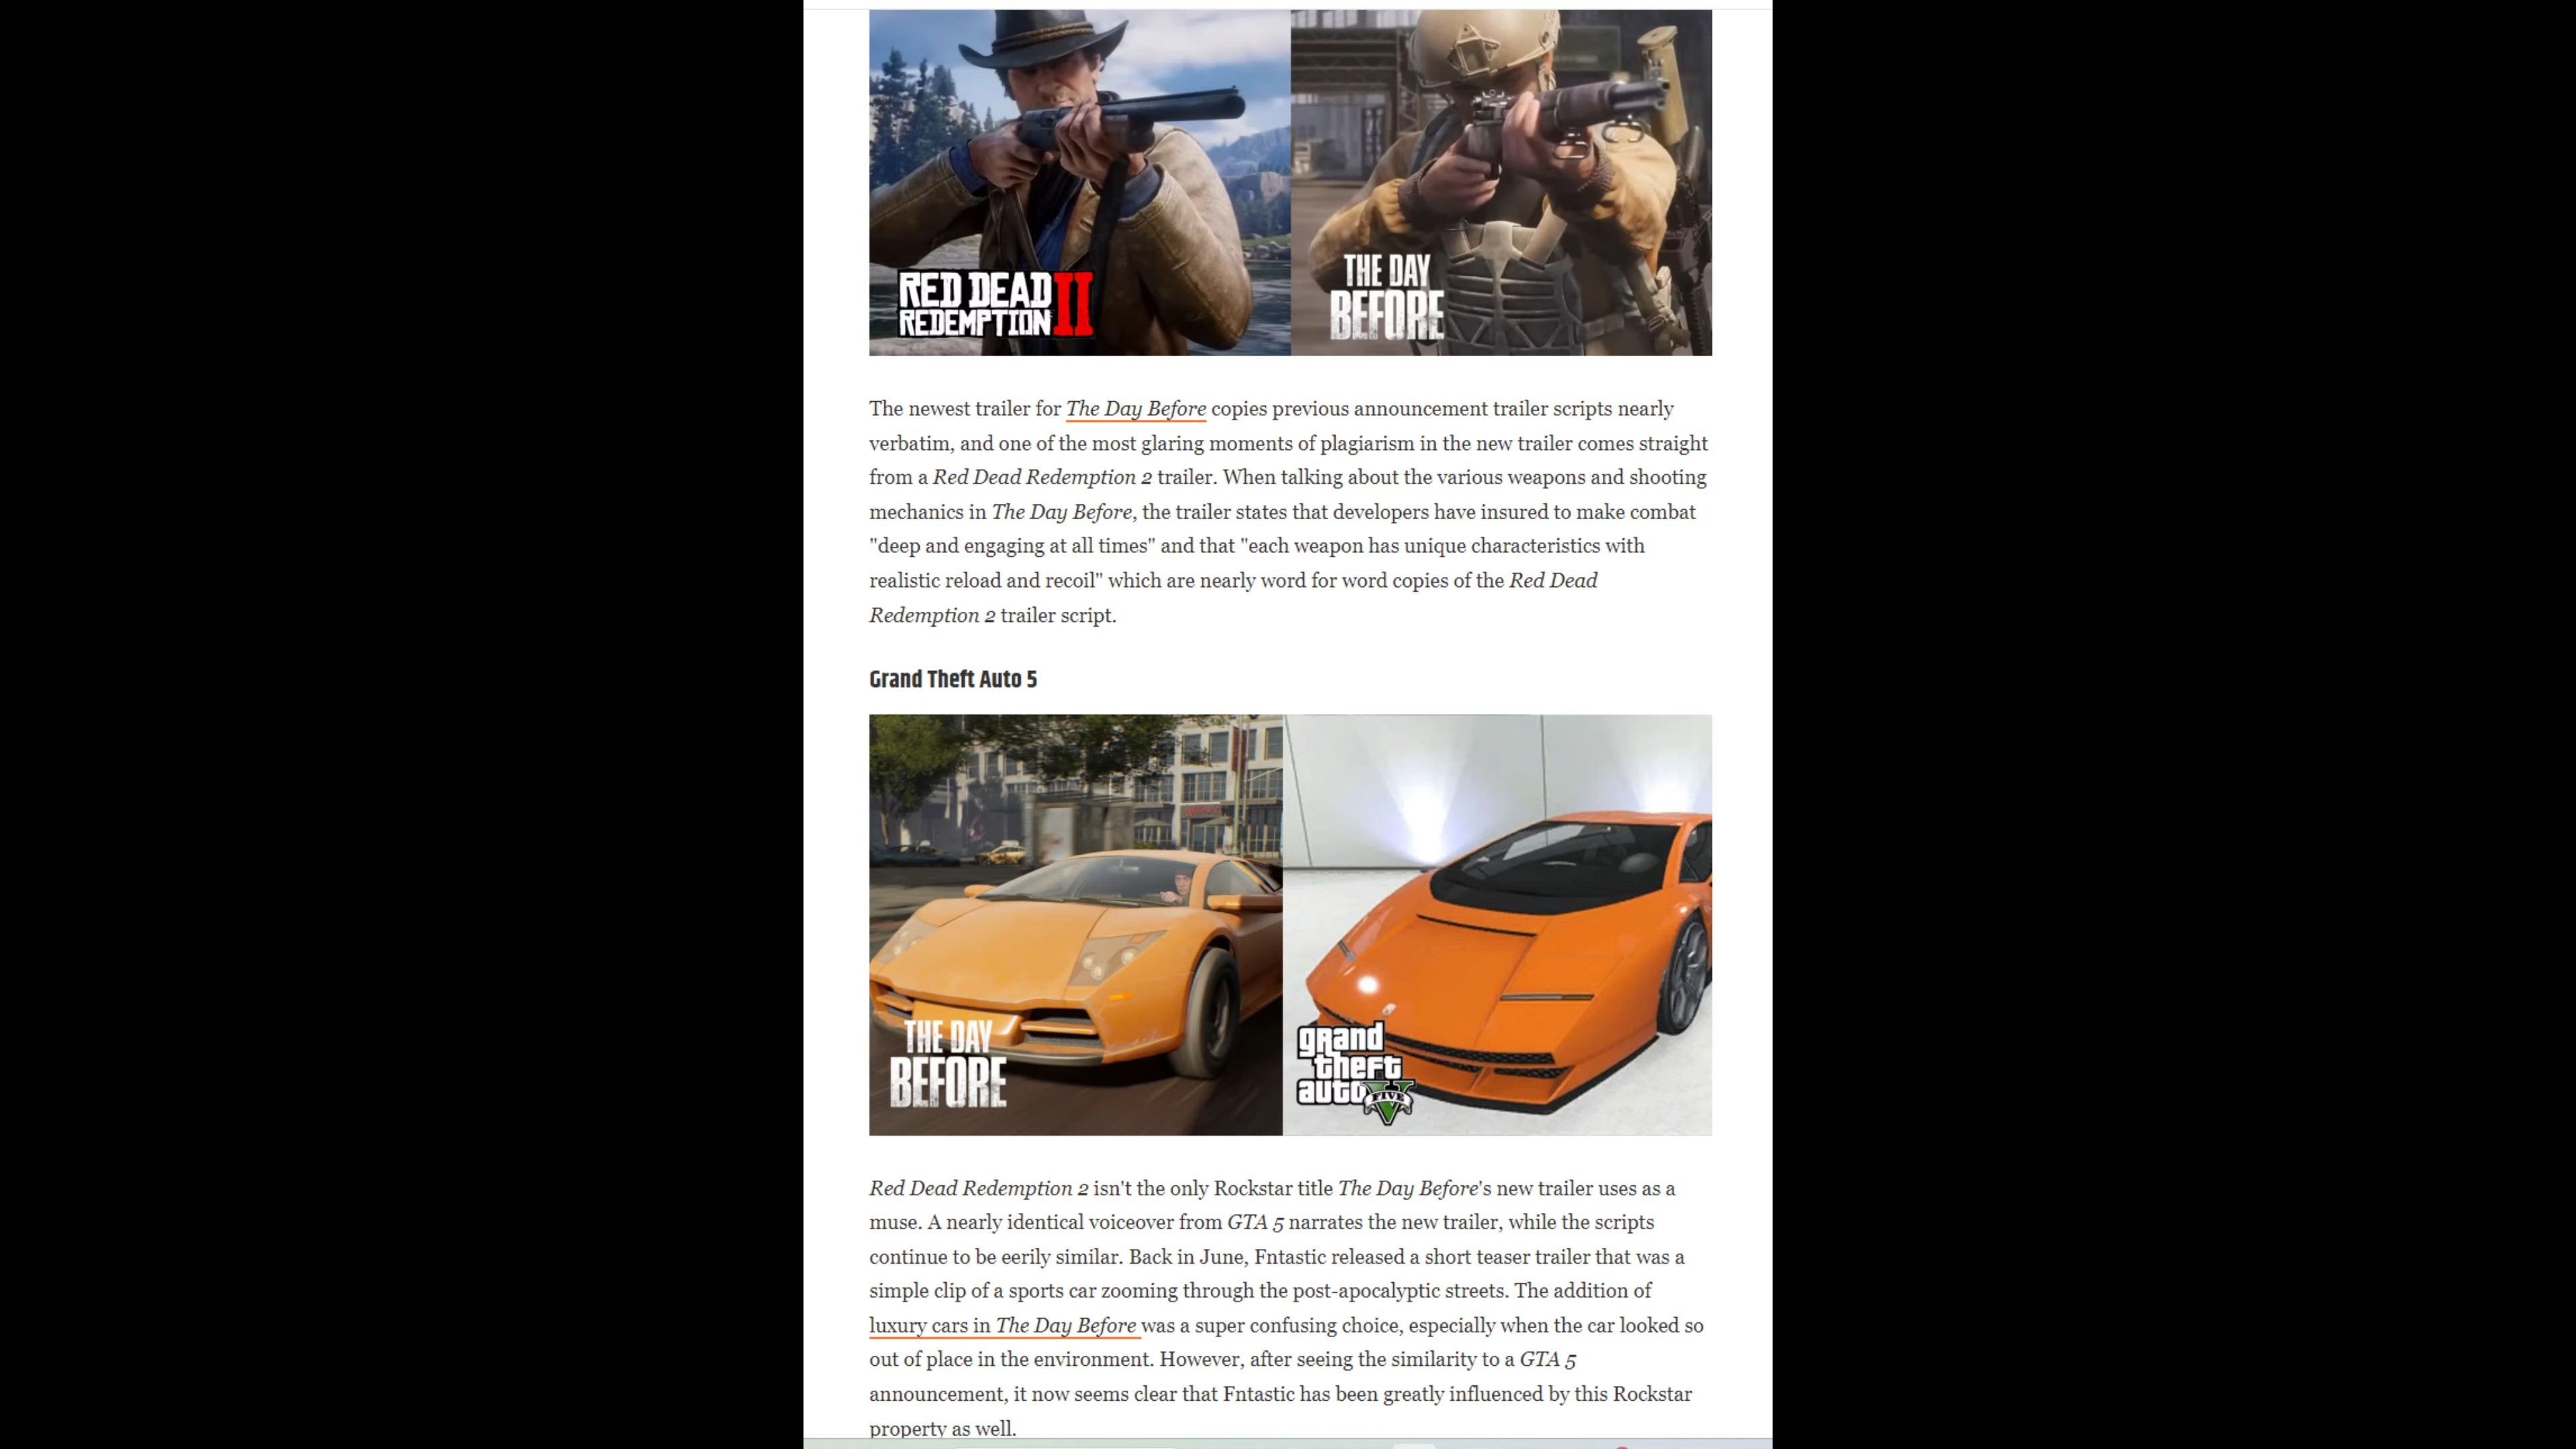 RED DEAD
REDEMPTION II
THE DAY
BEFORE
The newest trailer for The Day Before copies previous announcement trailer scripts nearly
verbatim, and one of the most glaring moments of plagiarism in the new trailer comes straight
from a Red Dead Redemption 2 trailer. When talking about the various weapons and shooting
mechanics in The Day Before, the trailer states that developers have insured to make combat
"deep and engaging at all times" and that "each weapon has unique characteristics with
realistic reload and recoil" which are nearly word for word copies of the Red Dead
Redemption 2 trailer script.
Grand Theft Auto 5
THE DAY
BEFORE
grand
theft
auto V
FIVE
Red Dead Redemption 2 isn't the only Rockstar title The Day Before's new trailer uses as a
muse. A nearly identical voiceover from GTA 5 narrates the new trailer, while the scripts
continue to be eerily similar. Back in June, Fntastic released a short teaser trailer that was a
simple clip of a sports car zooming through the post-apocalyptic streets. The addition of
luxury cars in The Day Before was a super confusing choice, especially when the car looked so
out of place in the environment. However, after seeing the similarity to a GTA 5
announcement, it now seems clear that Fntastic has been greatly influenced by this Rockstar
property as well.